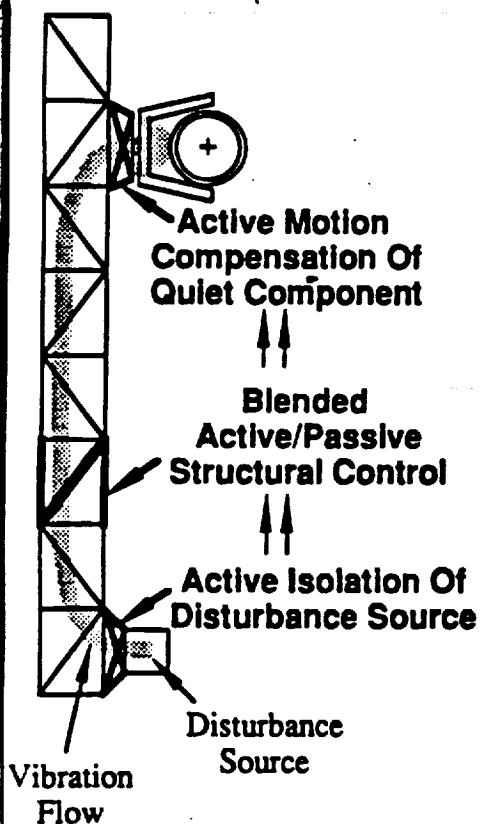 Active Motion
Compensation Of
Quiet Component
Blended
Active/Passive
Structural Control
Active Isolation Of
Disturbance Source
Disturbance
Source
Vibration
Flow